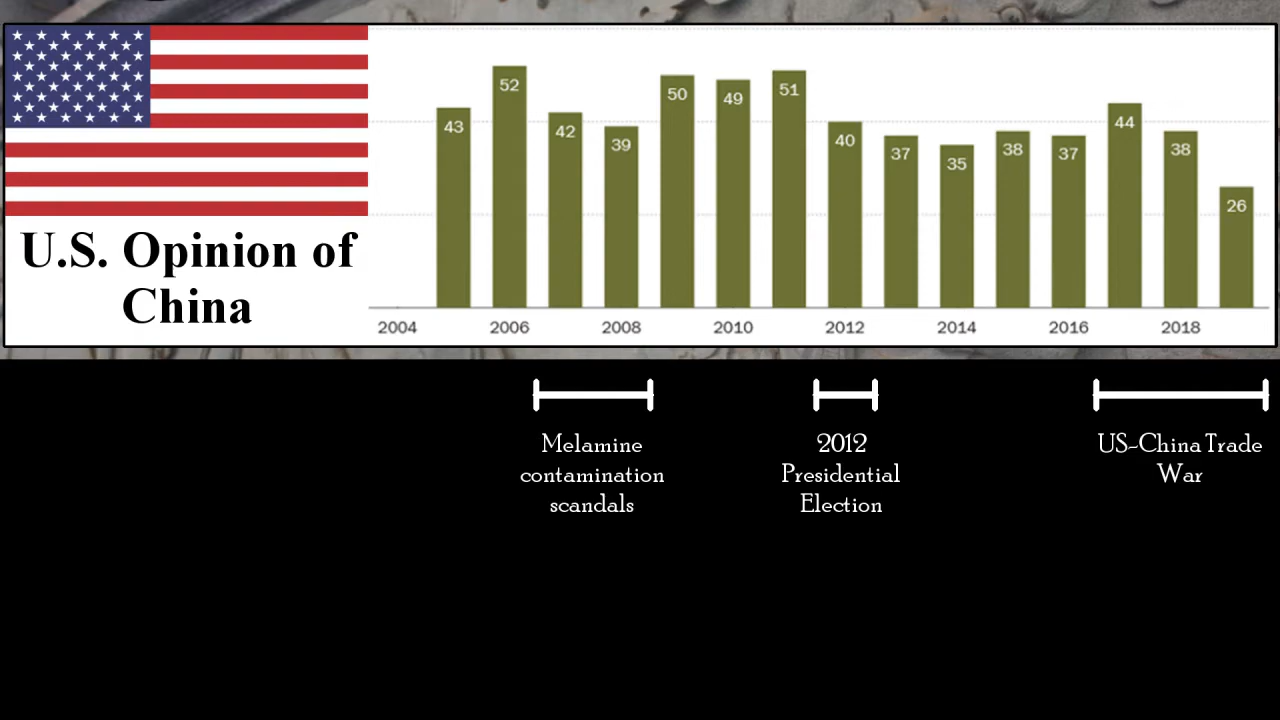 52
51
50
49
44
43
42
40
39
38
38
37
37
35
26
U.S. Opinion of
China
2004 2006 2008 2010 2012 2014 2016 2018
Melamine
contamination
scandals
2012
Presidential
Election
US-China Trade
War